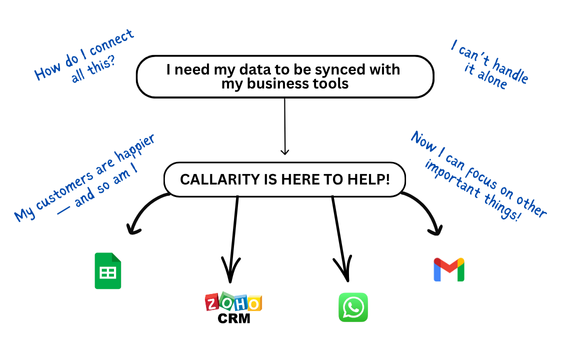 How do I connect
all this?
I can't handle
it alone
I need my data to be synced with
my business tools
My customers are happier
— and so am I
Now I can focus on other
important things!
CALLARITY IS HERE TO HELP!
ZOHO
CRM